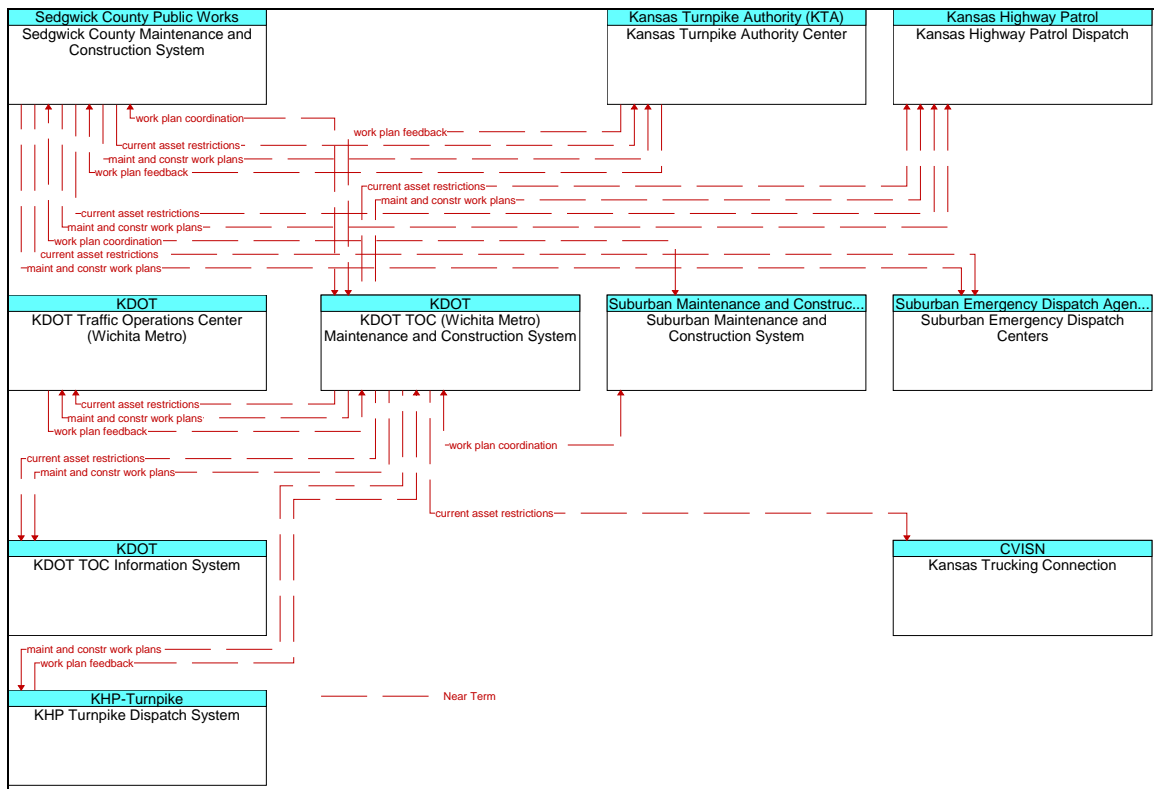 Sedgwick County Public Works
Sedgwick County Maintenance and
Construction System
Kansas Turnpike Authority (KTA)
Kansas Turnpike Authority Center
Kansas Highway Patrol
Kansas Highway Patrol Dispatch
work plan coordination
work plan feedback
current asset restrictions
maint and constr work plans
work plan feedback
current asset restrictions
maint and constr work plans
current asset restrictions
maint and constr work plans
work plan coordination
current asset restrictions
maint and constr work plans
KDOT
KDOT Traffic Operations Center
(Wichita Metro)
KDOT
KDOT TOC (Wichita Metro)
Maintenance and Construction System
Suburban Maintenance and Construc...
Suburban Maintenance and
Construction System
Suburban Emergency Dispatch Agen...
Suburban Emergency Dispatch
Centers
current asset restrictions
maint and constr work plans
work plan feedback
work plan coordination
current asset restrictions
maint and constr work plans
current asset restrictions
KDOT
KDOT TOC Information System
CVISN
Kansas Trucking Connection
maint and constr work plans
work plan feedback
KHP-Turnpike
KHP Turnpike Dispatch System
Near Term